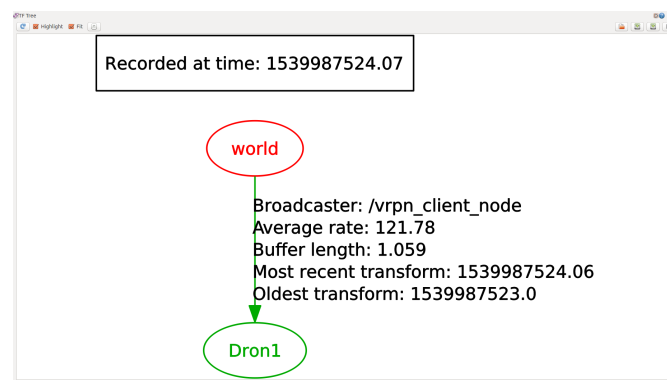 TF Tree
Highlight Fit
Recorded at time: 1539987524.07
world
Broadcaster: /vrpn_client_node
Average rate: 121.78
Buffer length: 1.059
Most recent transform: 1539987524.06
Oldest transform: 1539987523.0
Dron1